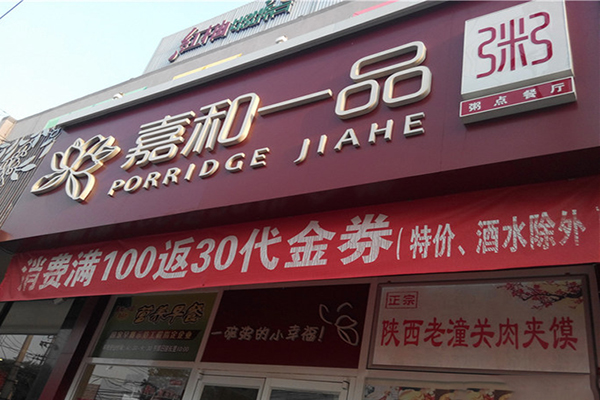 嘉和一品
PORRIDGE JIAHE
粥
粥点餐厅
消费满100返30代金券(特价、酒水除外
一碗粥的小幸福!
正宗
陕西老潼关肉夹馍